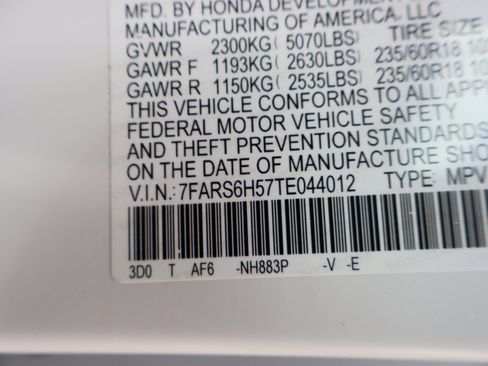 MFD. BY HONDA DEVELOPMENT
MANUFACTURING OF AMERICA, LLC
GVWR 2300KG (5070LBS) TIRE SIZE
GAWR F 1193KG (2630LBS) 235/60R18
GAWR R 1150KG (2535LBS) 235/60R18
THIS VEHICLE CONFORMS TO ALL
FEDERAL MOTOR VEHICLE SAFETY
AND THEFT PREVENTION STANDARDS
ON THE DATE OF MANUFACTURE
V.I.N.:7FARS6H57TE044012 TYPE: MPV
3D0 T AF6 -NH883P -V -E